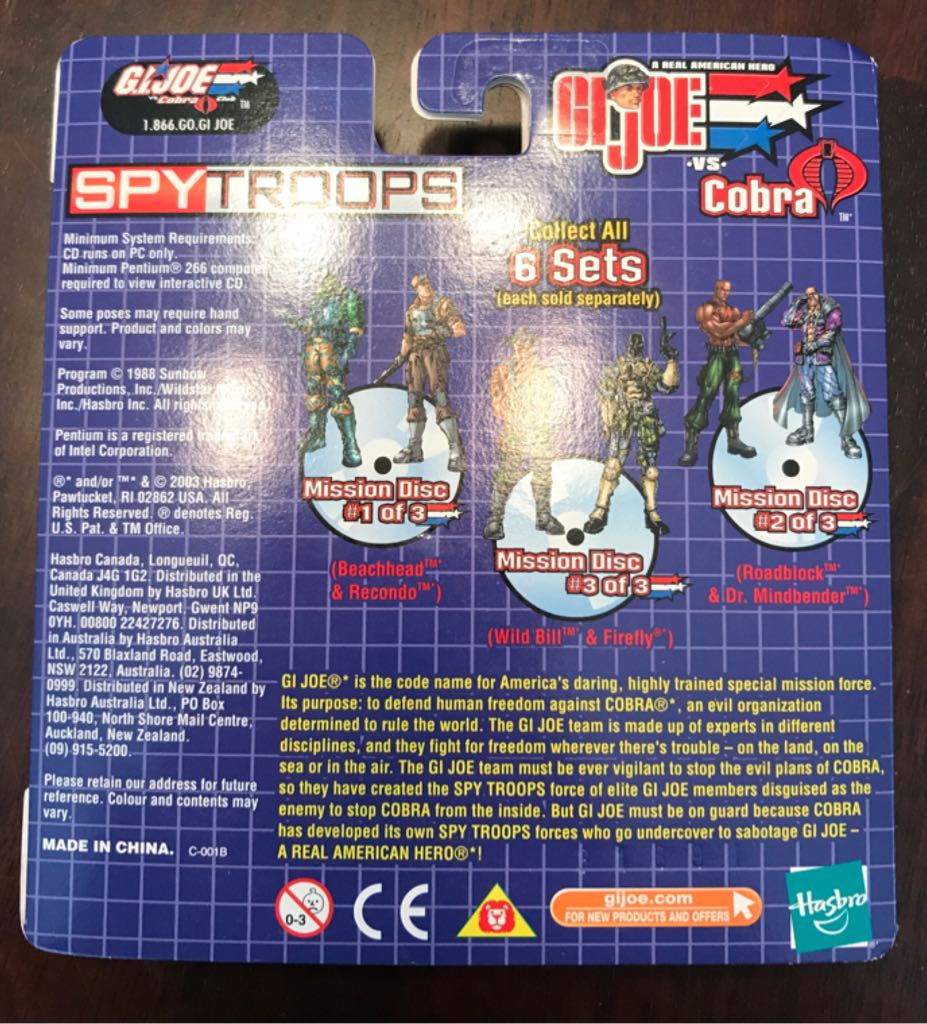 G.I. JOE
vs Cobra Club TM
1.866.GO.GI JOE
A REAL AMERICAN HERO
GI JOE
•VS•
Cobra
TM*
SPYTROOPS
Minimum System Requirements:
CD runs on PC only.
Minimum Pentium® 266 computer
required to view interactive CD.
Some poses may require hand
support. Product and colors may
vary.
Program © 1988 Sunbow
Productions, Inc./Wildstar
Inc./Hasbro Inc. All rights
Pentium is a registered
of Intel Corporation.
®* and/or ™* & © 2003 Hasbro,
Pawtucket, RI 02862 USA. All
Rights Reserved. ® denotes Reg.
U.S. Pat. & TM Office.
Hasbro Canada, Longueuil, QC,
Canada J4G 1G2. Distributed in the
United Kingdom by Hasbro UK Ltd.
Caswell Way, Newport, Gwent NP9
0YH. 00800 22427276. Distributed
in Australia by Hasbro Australia
Ltd., 570 Blaxland Road, Eastwood,
NSW 2122, Australia. (02) 9874-
0999. Distributed in New Zealand by
Hasbro Australia Ltd., PO Box
100-940, North Shore Mail Centre,
Auckland, New Zealand.
(09) 915-5200.
Please retain our address for future
reference. Colour and contents may
vary.
MADE IN CHINA. C-001B
Collect All
6 Sets
(each sold separately)
Mission Disc
#1 of 3
(Beachhead™*
& Recondo™*)
Mission Disc
#3 of 3
(Wild Bill™* & Firefly®*)
Mission Disc
#2 of 3
(Roadblock™*
& Dr. Mindbender™*)
GI JOE®* is the code name for America's daring, highly trained special mission force.
Its purpose: to defend human freedom against COBRA®*, an evil organization
determined to rule the world. The GI JOE team is made up of experts in different
disciplines, and they fight for freedom wherever there's trouble – on the land, on the
sea or in the air. The GI JOE team must be ever vigilant to stop the evil plans of COBRA,
so they have created the SPY TROOPS force of elite GI JOE members disguised as the
enemy to stop COBRA from the inside. But GI JOE must be on guard because COBRA
has developed its own SPY TROOPS forces who go undercover to sabotage GI JOE –
A REAL AMERICAN HERO®*!
0-3
CE
gijoe.com
FOR NEW PRODUCTS AND OFFERS
Hasbro